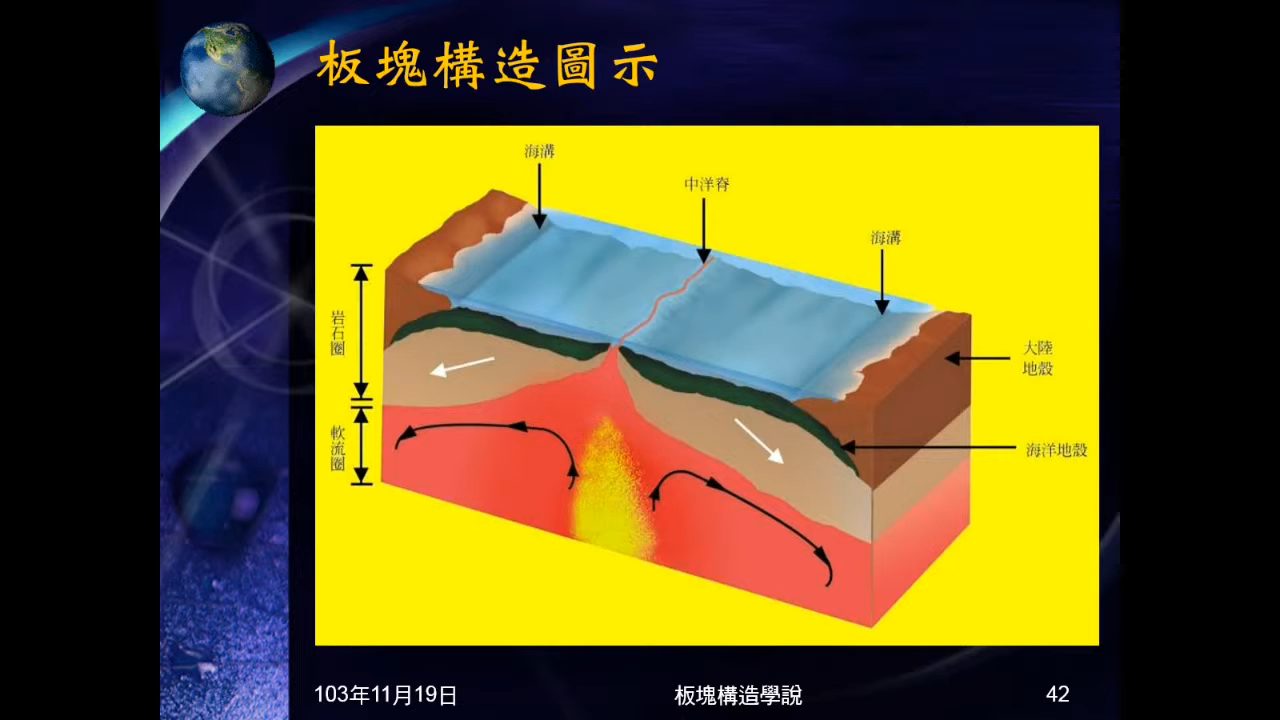 板塊構造圖示
海溝
中洋脊
海溝
岩石圈
大陸
地殼
軟流圈
海洋地殼
103年11月19日
板塊構造學說
42